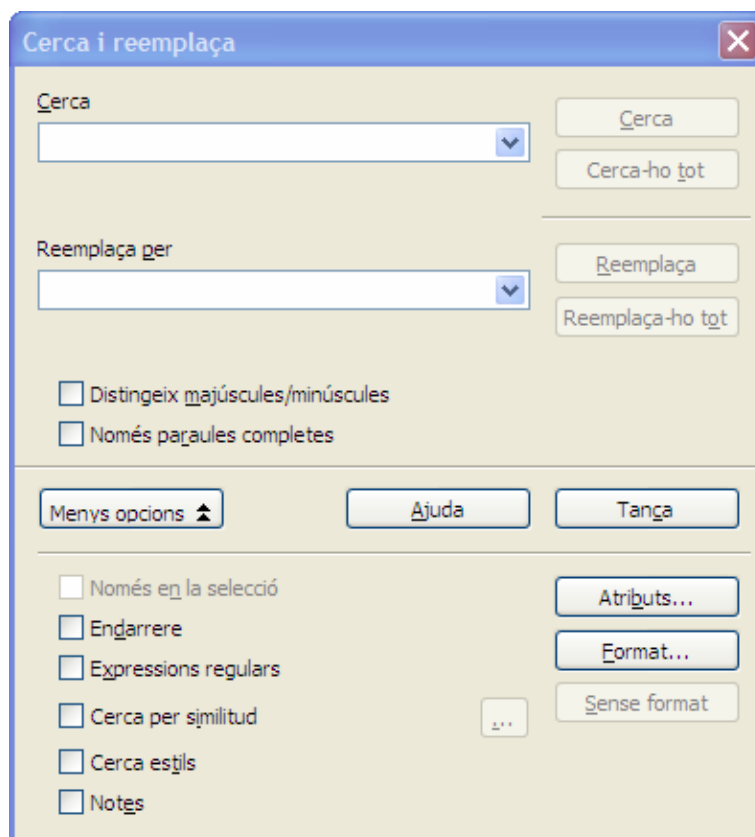 Cerca i reemplaça
Cerca
Cerca
Cerca-ho tot
Reemplaça per
Reemplaça
Reemplaça-ho tot
Distingeix majúscules/minúscules
Només paraules completes
Menys opcions
Ajuda
Tança
Només en la selecció
Atributs...
Endarrere
Format...
Expressions regulars
Sense format
Cerca per similitud
...
Cerca estils
Notes